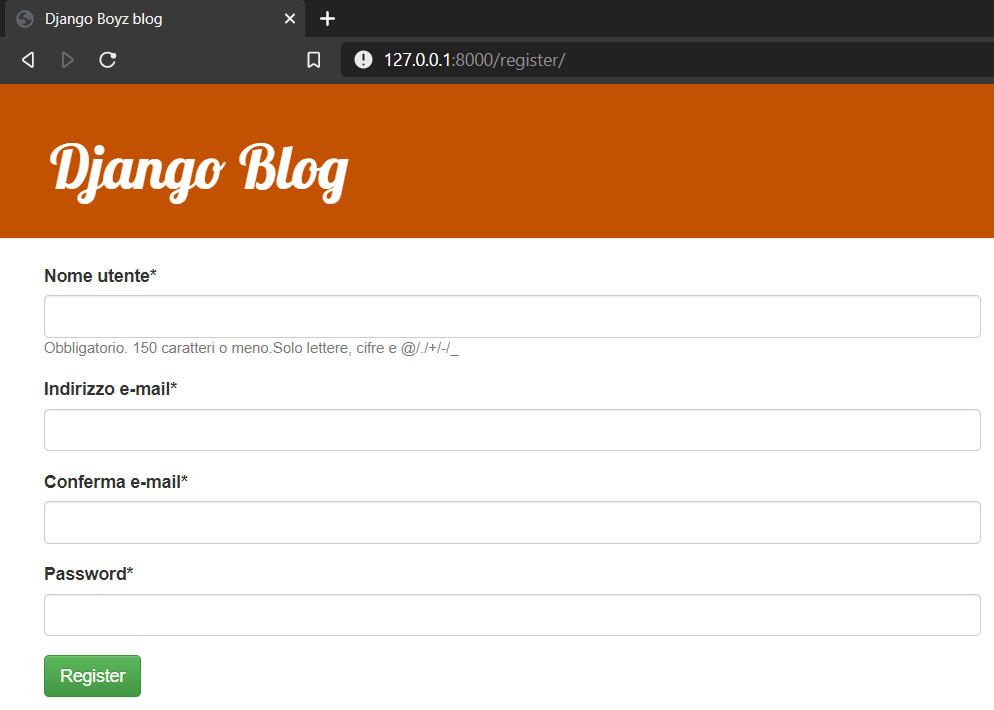 Django Boyz blog
127.0.0.1:8000/register/
Django Blog
Nome utente*
Obbligatorio. 150 caratteri o meno.Solo lettere, cifre e @/./+/-/_
Indirizzo e-mail*
Conferma e-mail*
Password*
Register